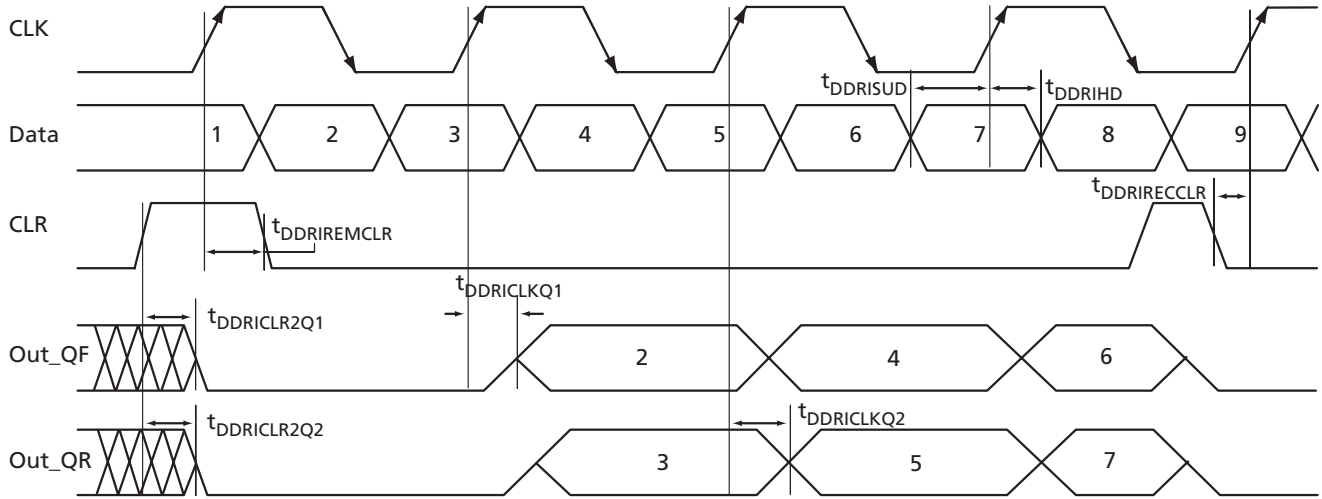 CLK
tDDRISUD
tDDRIHD
Data
1 2 3 4 5 6 7 8 9
tDDRIRECCLR
CLR
tDDRIREMCLR
tDDRICLKQ1
tDDRICLR2Q1
Out_QF
2 4 6
tDDRICLR2Q2
tDDRICLKQ2
Out_QR
3 5 7